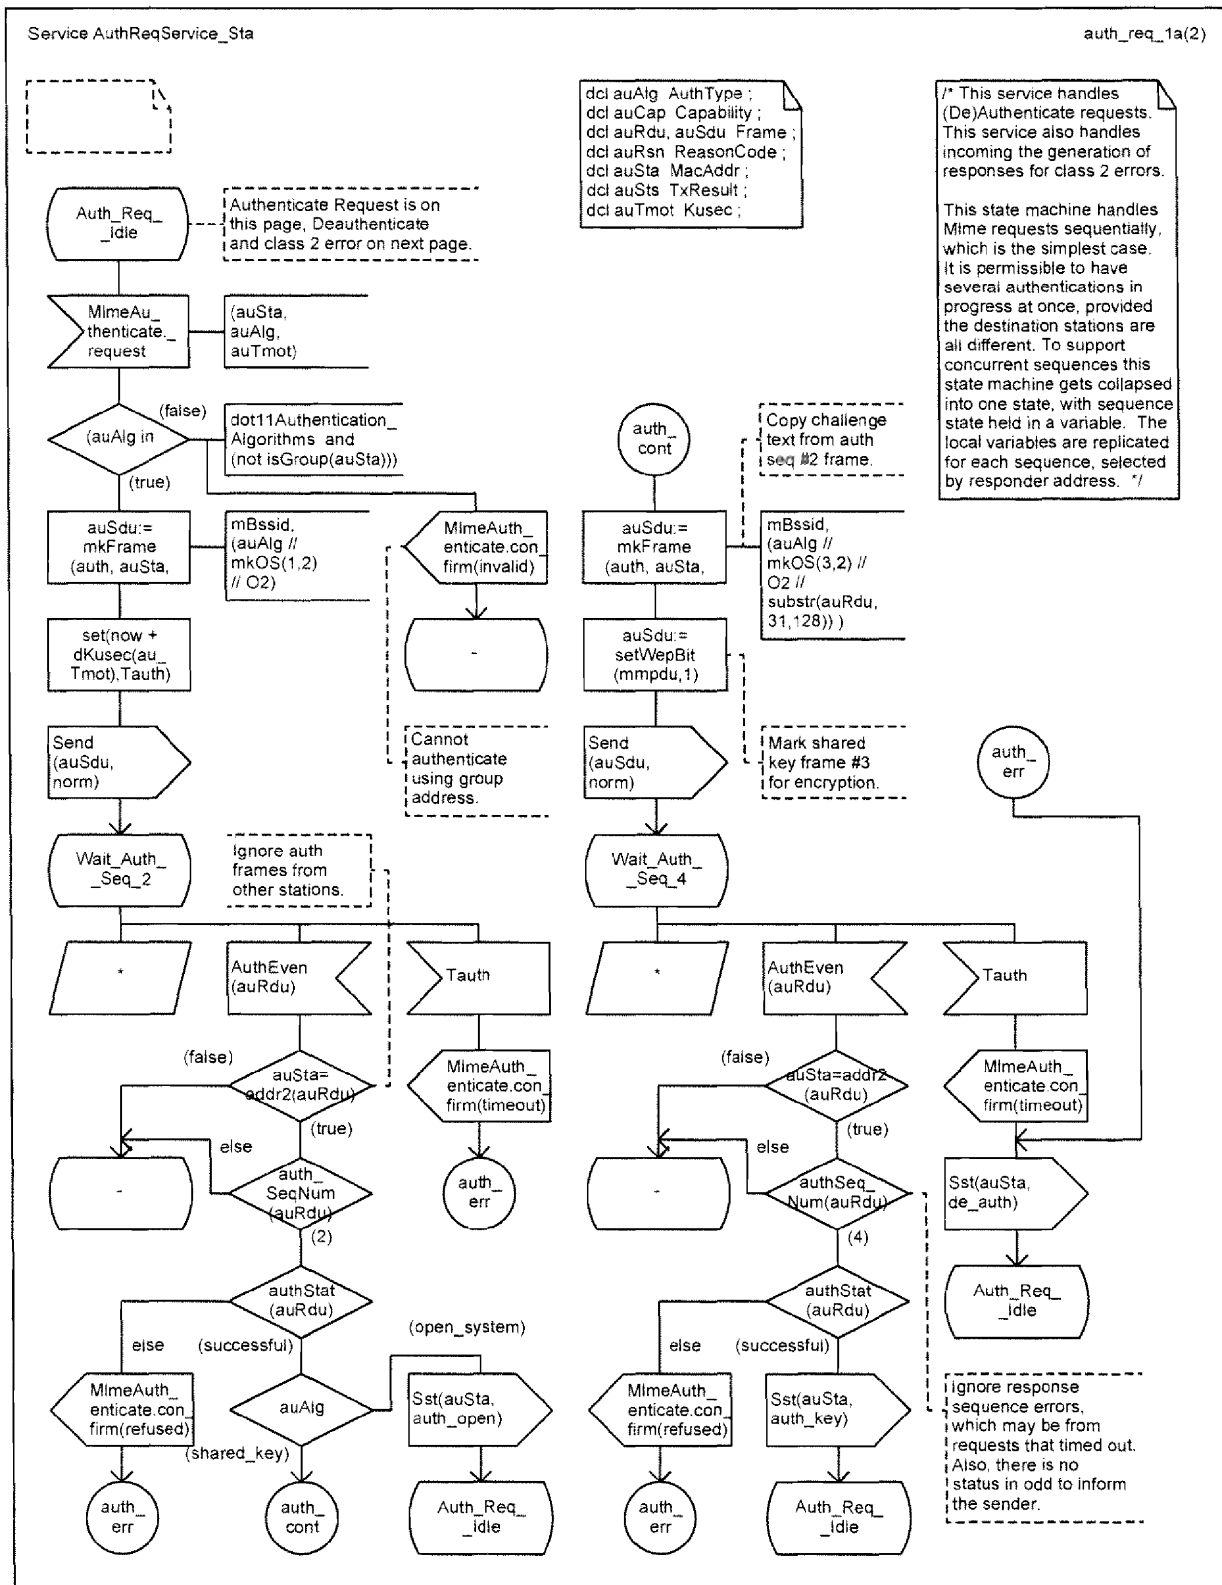 Service AuthReqService_Sta
auth_req_1a(2)
dcl auAlg AuthType ;
dcl auCap Capability ;
dcl auRdu, auSdu Frame ;
dcl auRsn ReasonCode ;
dcl auSta MacAddr ;
dcl auSts TxResult ;
dcl auTmot Kusec ;
/* This service handles
(De)Authenticate requests.
This service also handles
incoming the generation of
responses for class 2 errors.
This state machine handles
Mlme requests sequentially,
which is the simplest case.
It is permissible to have
several authentications in
progress at once, provided
the destination stations are
all different. To support
concurrent sequences this
state machine gets collapsed
into one state, with sequence
state held in a variable. The
local variables are replicated
for each sequence, selected
by responder address. */
Auth_Req_
_Idle
Authenticate Request is on
this page, Deauthenticate
and class 2 error on next page.
MlmeAu_
thenticate._
request
(auSta,
auAlg,
auTmot)
(auAlg in
(false)
(true)
dot11Authentication_
Algorithms and
(not isGroup(auSta)))
auSdu:=
mkFrame
(auth, auSta,
mBssid,
(auAlg //
mkOS(1,2)
// O2)
MlmeAuth_
enticate.con_
firm(invalid)
-
set(now +
dKusec(au_
Tmot),Tauth)
Send
(auSdu,
norm)
Cannot
authenticate
using group
address.
Wait_Auth_
_Seq_2
Ignore auth
frames from
other stations.
*
AuthEven
(auRdu)
Tauth
(false)
auSta=
addr2(auRdu)
(true)
MlmeAuth_
enticate.con_
firm(timeout)
else
-
auth_
SeqNum
(auRdu)
(2)
auth_
err
authStat
(auRdu)
else
(successful)
(open_system)
MlmeAuth_
enticate.con_
firm(refused)
auAlg
(shared_key)
Sst(auSta,
auth_open)
auth_
err
auth_
cont
Auth_Req_
_Idle
auth_
cont
Copy challenge
text from auth
seq #2 frame.
auSdu:=
mkFrame
(auth, auSta,
mBssid,
(auAlg //
mkOS(3,2) //
O2 //
substr(auRdu,
31,128)) )
auSdu:=
setWepBit
(mmpdu,1)
Send
(auSdu,
norm)
Mark shared
key frame #3
for encryption.
auth_
err
Wait_Auth_
_Seq_4
*
AuthEven
(auRdu)
Tauth
(false)
auSta=addr2
(auRdu)
(true)
MlmeAuth_
enticate.con_
firm(timeout)
else
-
authSeq_
Num(auRdu)
(4)
Sst(auSta,
de_auth)
authStat
(auRdu)
Auth_Req_
_Idle
else
(successful)
MlmeAuth_
enticate.con_
firm(refused)
Sst(auSta,
auth_key)
Ignore response
sequence errors,
which may be from
requests that timed out.
Also, there is no
status in odd to inform
the sender.
auth_
err
Auth_Req_
_Idle